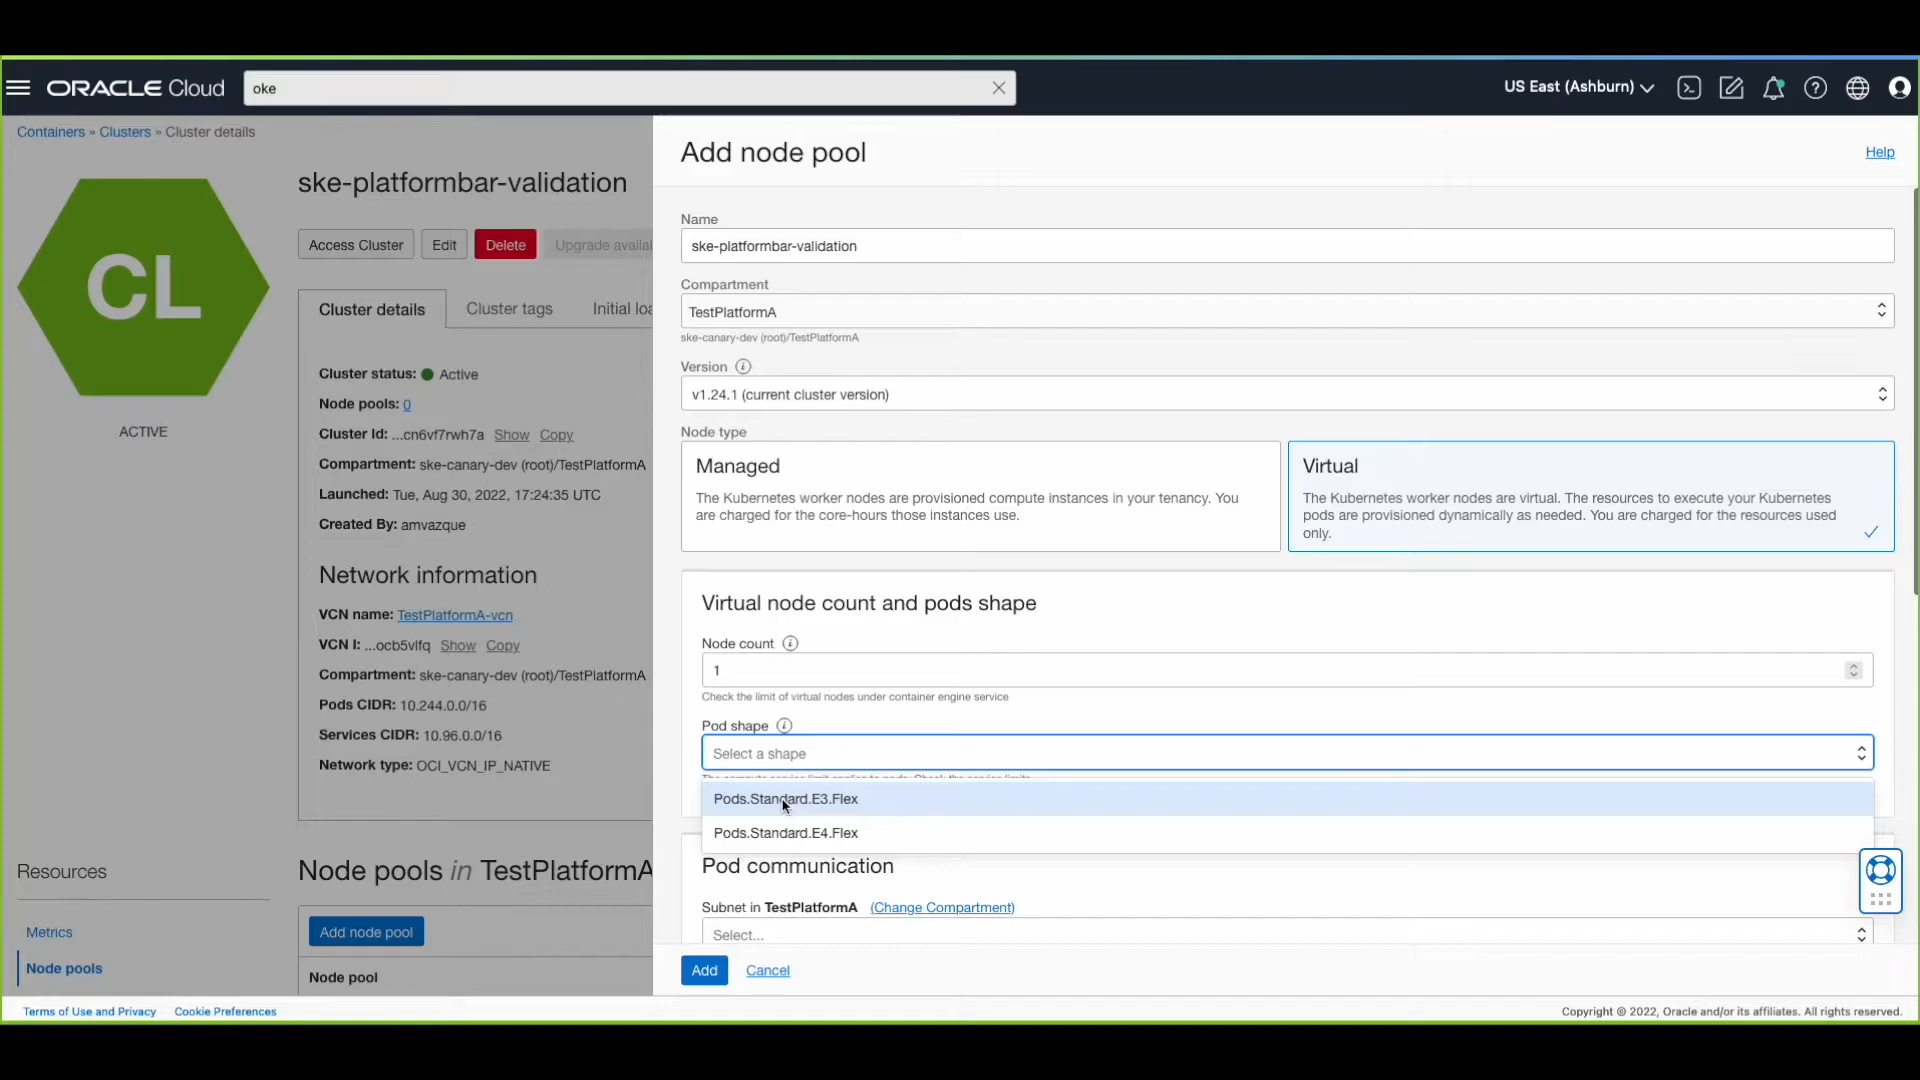 ORACLE Cloud
oke
US East (Ashburn)
Containers » Clusters » Cluster details
CL
ACTIVE
ske-platformbar-validation
Access Cluster Edit Delete Upgrade availa
Cluster details Cluster tags Initial loa
Cluster status: Active
Node pools: 0
Cluster Id: ...cn6vf7rwh7a Show Copy
Compartment: ske-canary-dev (root)/TestPlatformA
Launched: Tue, Aug 30, 2022, 17:24:35 UTC
Created By: amvazque
Network information
VCN name: TestPlatformA-vcn
VCN I: ...ocb5vlfq Show Copy
Compartment: ske-canary-dev (root)/TestPlatformA
Pods CIDR: 10.244.0.0/16
Services CIDR: 10.96.0.0/16
Network type: OCI_VCN_IP_NATIVE
Resources
Metrics
Node pools
Node pools in TestPlatformA
Add node pool
Node pool
Add node pool
Help
Name
ske-platformbar-validation
Compartment
TestPlatformA
ske-canary-dev (root)/TestPlatformA
Version
v1.24.1 (current cluster version)
Node type
Managed
The Kubernetes worker nodes are provisioned compute instances in your tenancy. You
are charged for the core-hours those instances use.
Virtual
The Kubernetes worker nodes are virtual. The resources to execute your Kubernetes
pods are provisioned dynamically as needed. You are charged for the resources used
only.
Virtual node count and pods shape
Node count
1
Check the limit of virtual nodes under container engine service
Pod shape
Select a shape
Pods.Standard.E3.Flex
Pods.Standard.E4.Flex
Pod communication
Subnet in TestPlatformA (Change Compartment)
Select...
Add Cancel
Terms of Use and Privacy Cookie Preferences
Copyright © 2022, Oracle and/or its affiliates. All rights reserved.